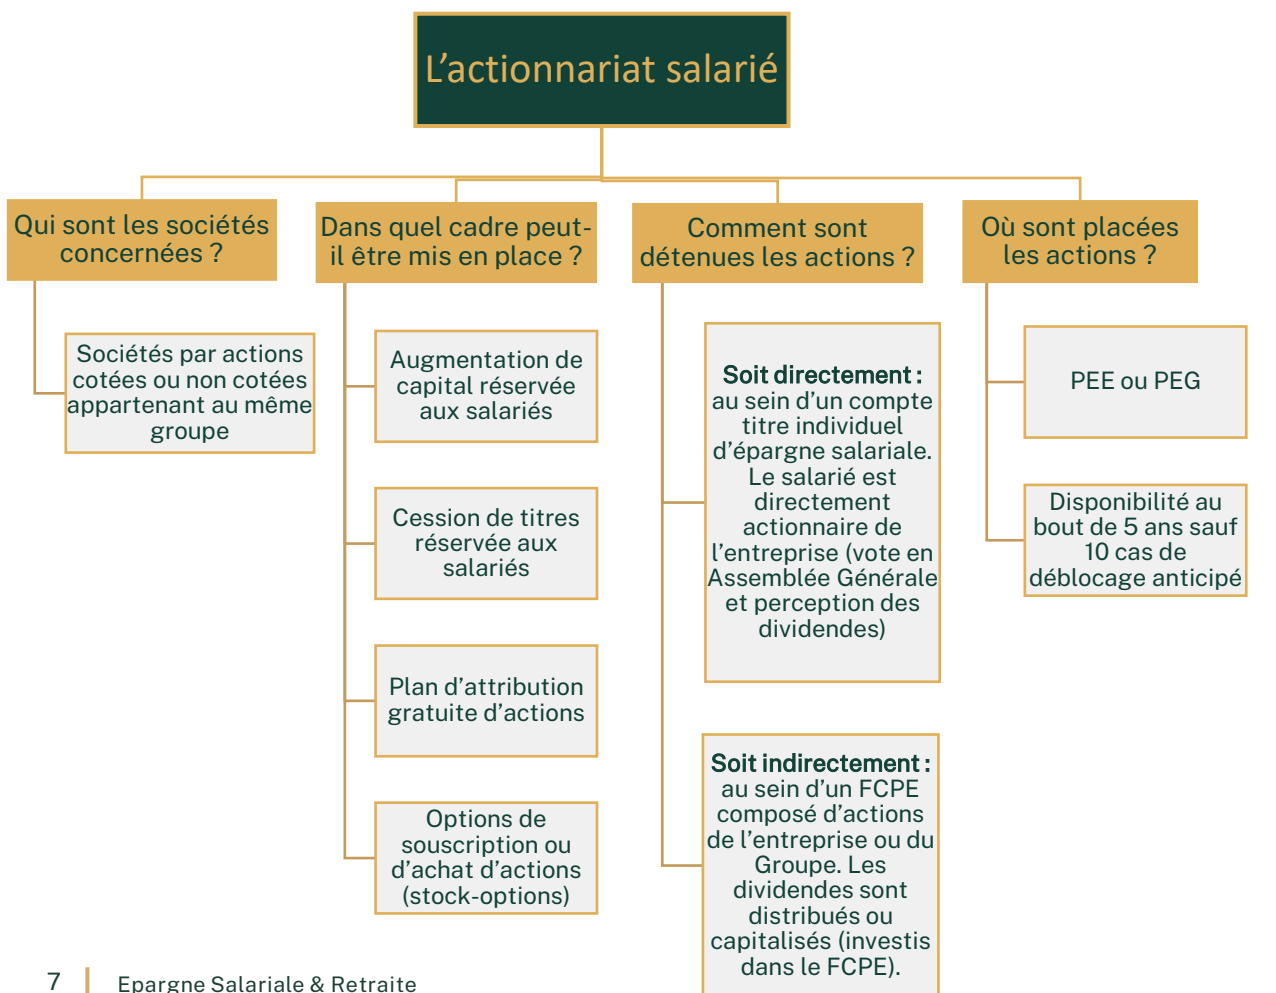 L’actionnariat salarié
Qui sont les sociétés
concernées ?
Sociétés par actions
cotées ou non cotées
appartenant au même
groupe
Dans quel cadre peut-
il être mis en place ?
Augmentation de
capital réservée
aux salariés
Cession de titres
réservée aux
salariés
Plan d’attribution
gratuite d’actions
Options de
souscription ou
d’achat d’actions
(stock-options)
Comment sont
détenues les actions ?
Soit directement :
au sein d’un compte
titre individuel
d’épargne salariale.
Le salarié est
directement
actionnaire de
l’entreprise (vote en
Assemblée Générale
et perception des
dividendes)
Soit indirectement :
au sein d’un FCPE
composé d’actions
de l’entreprise ou du
Groupe. Les
dividendes sont
distribués ou
capitalisés (investis
dans le FCPE).
Où sont placées
les actions ?
PEE ou PEG
Disponibilité au
bout de 5 ans sauf
10 cas de
déblocage anticipé
7
Epargne Salariale & Retraite